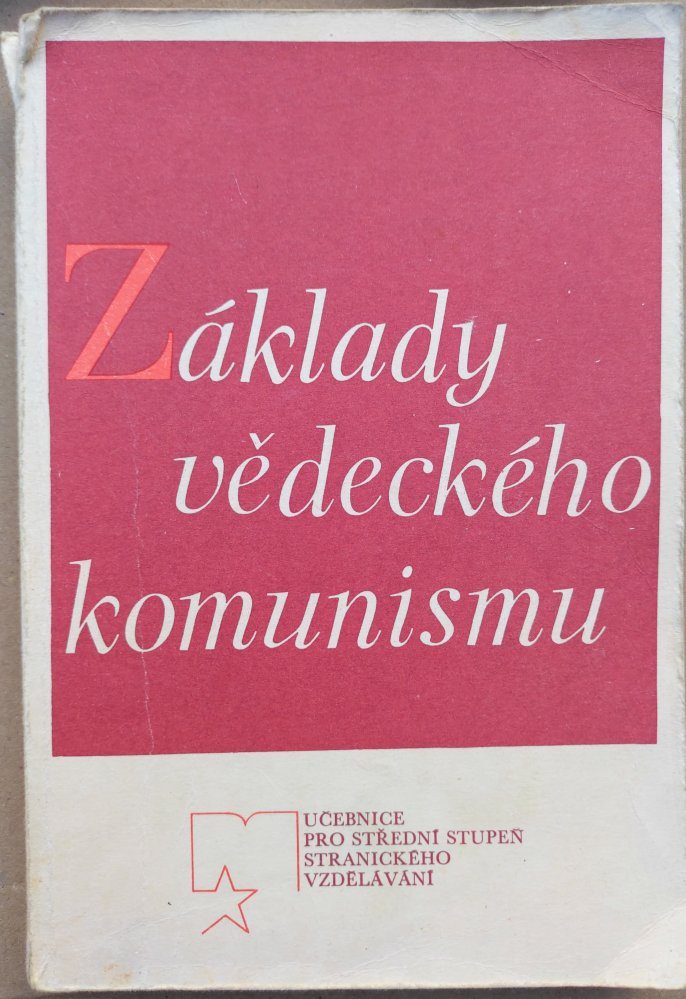 Základy
vědeckého
komunismu
UČEBNICE
PRO STŘEDNÍ STUPEŇ
STRANICKÉHO
VZDĚLÁVÁNÍ